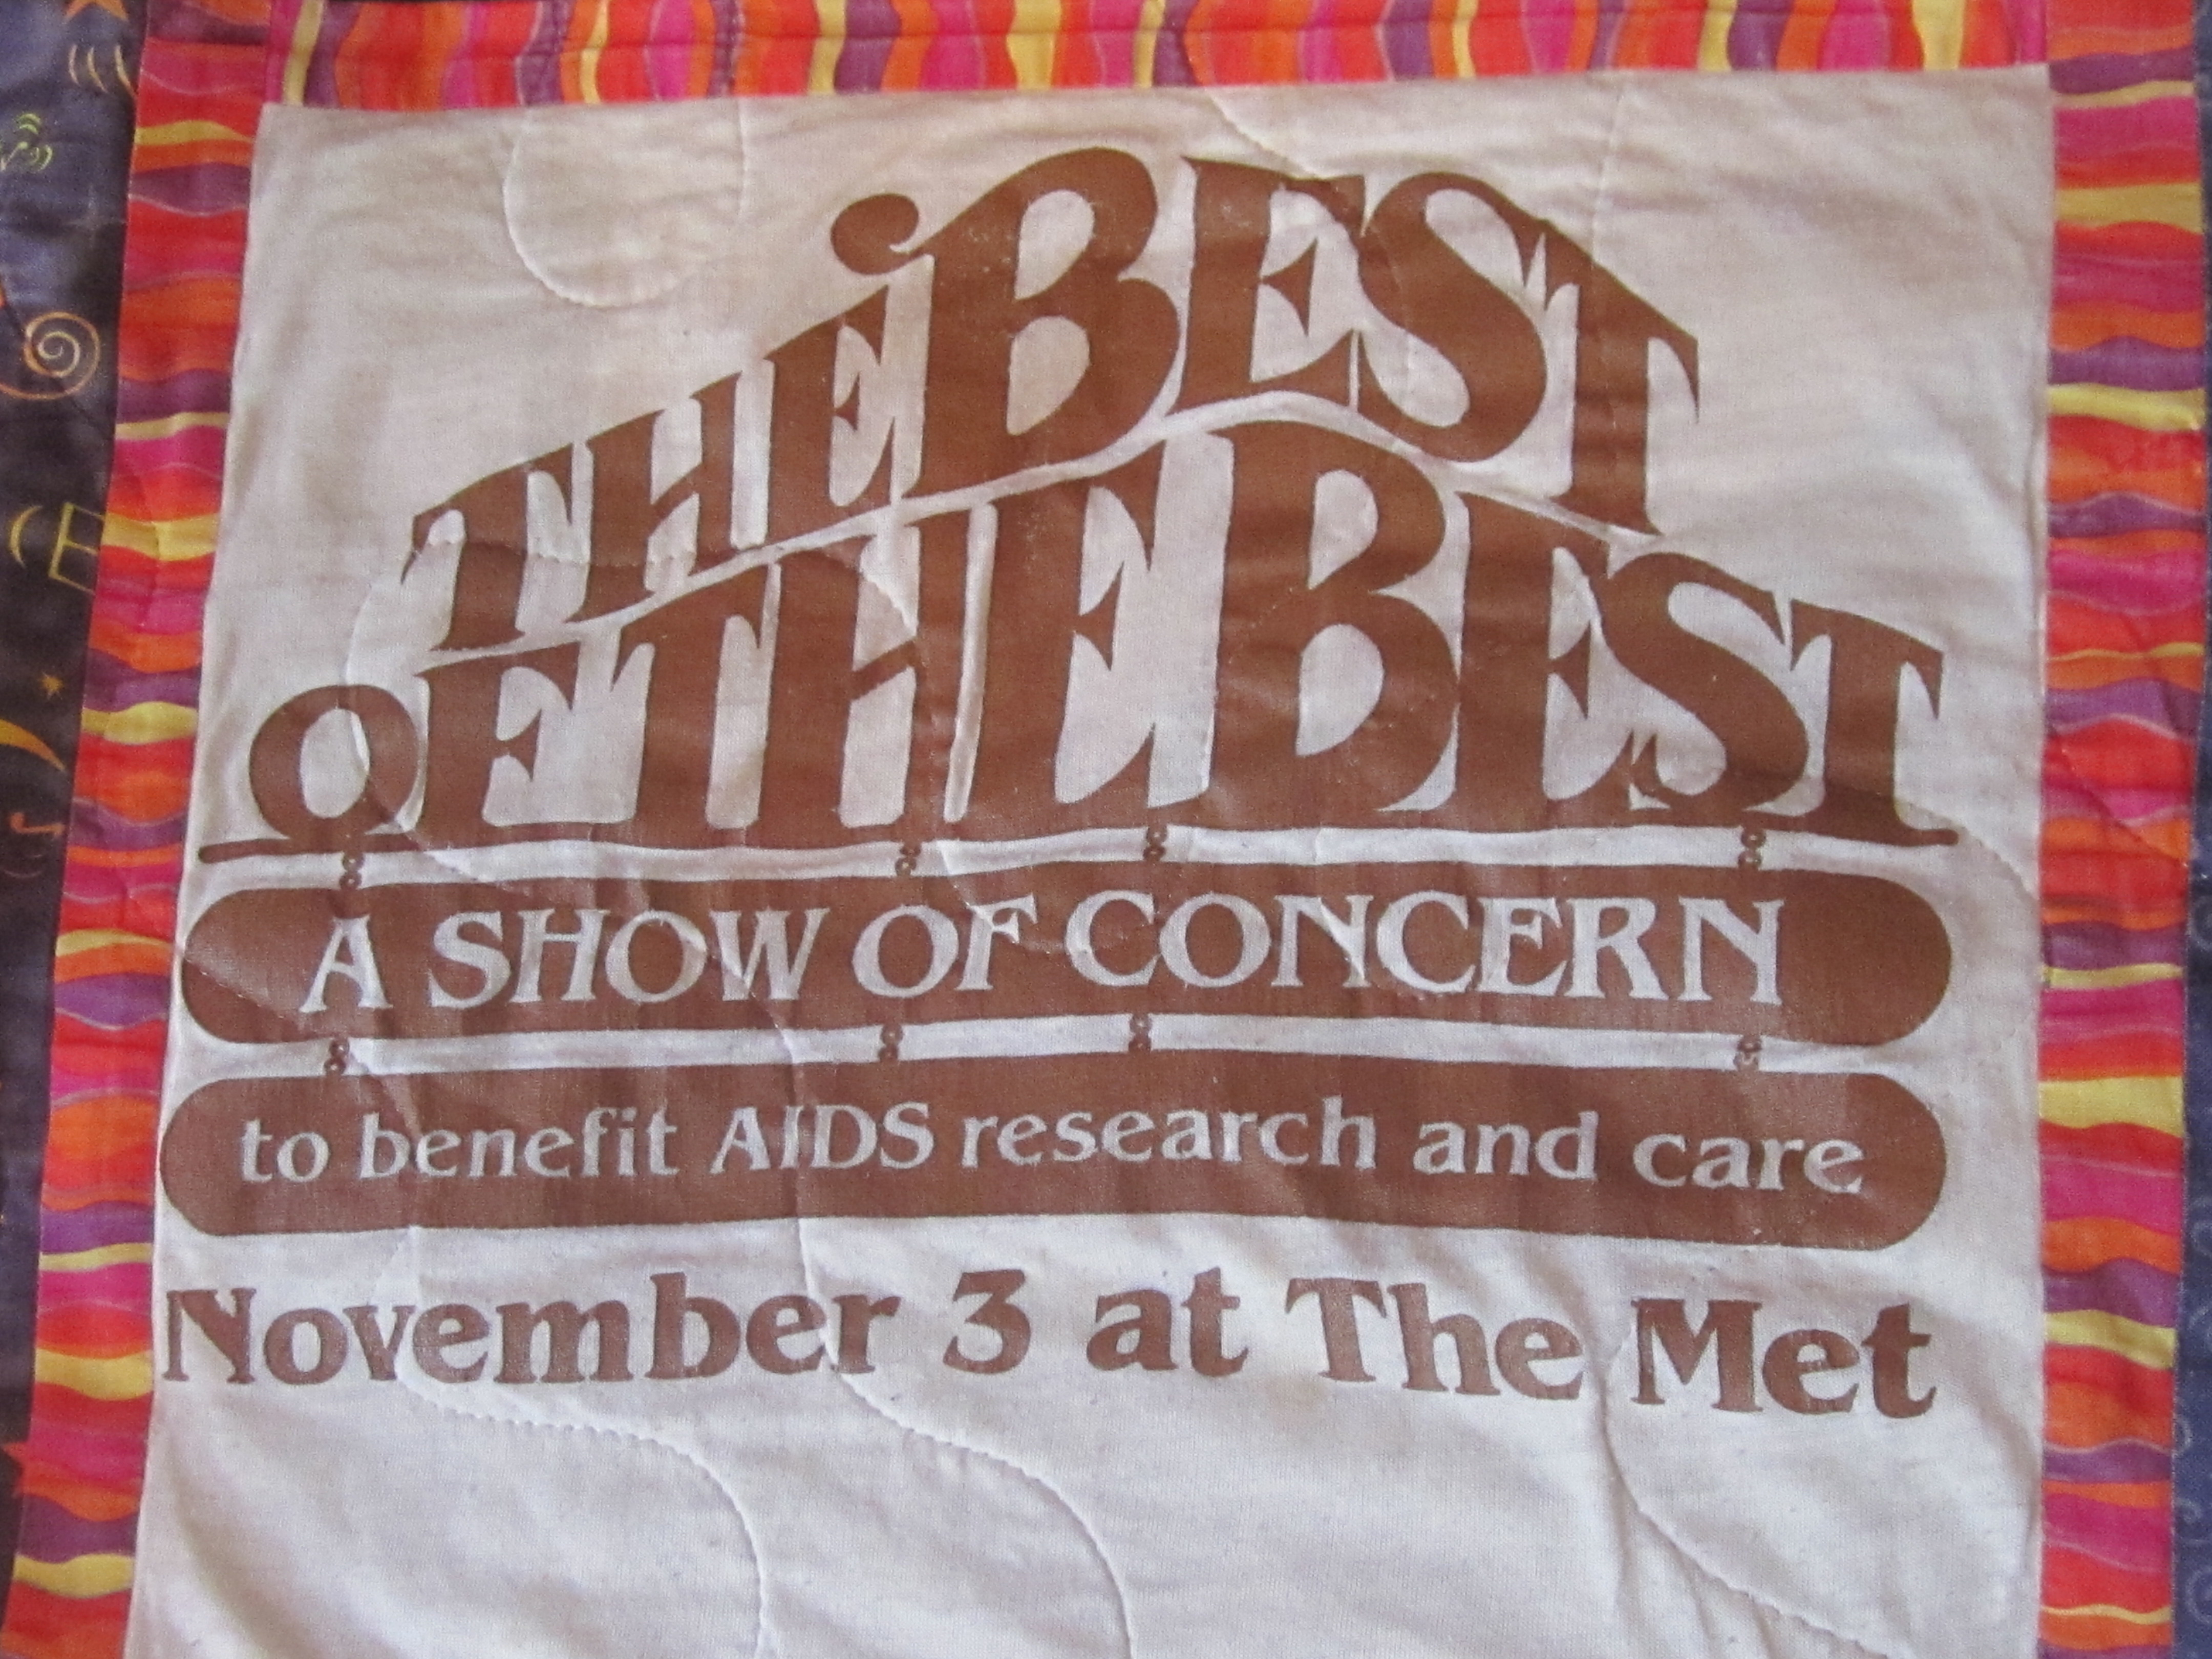 THE BEST
OF THE BEST
A SHOW OF CONCERN
to benefit AIDS research and care
November 3 at The Met